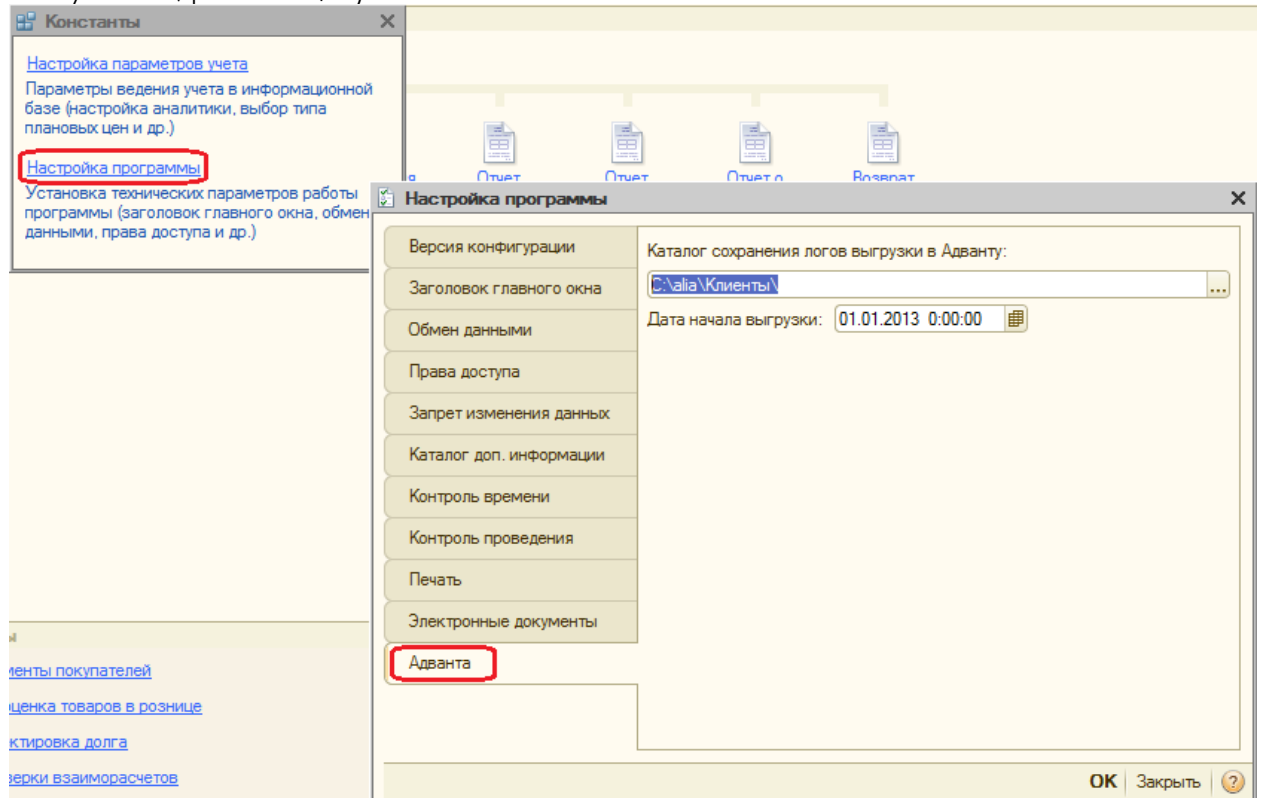 Константы
Настройка параметров учета
Параметры ведения учета в информационной
базе (настройка аналитики, выбор типа
плановых цен и др.)
Настройка программы
Установка технических параметров работы
программы (заголовок главного окна, обмен
данными, права доступа и др.)
Отчет
Отчет
Отчет о
Возврат
Настройка программы
Версия конфигурации
Заголовок главного окна
Обмен данными
Права доступа
Запрет изменения данных
Каталог доп. информации
Контроль времени
Контроль проведения
Печать
Электронные документы
Адванта
Каталог сохранения логов выгрузки в Адванту:
C:\alia\Клиенты\
...
Дата начала выгрузки: 01.01.2013 0:00:00
ы
менты покупателей
оценка товаров в рознице
ктировка долга
верки взаиморасчетов
OK Закрыть ?